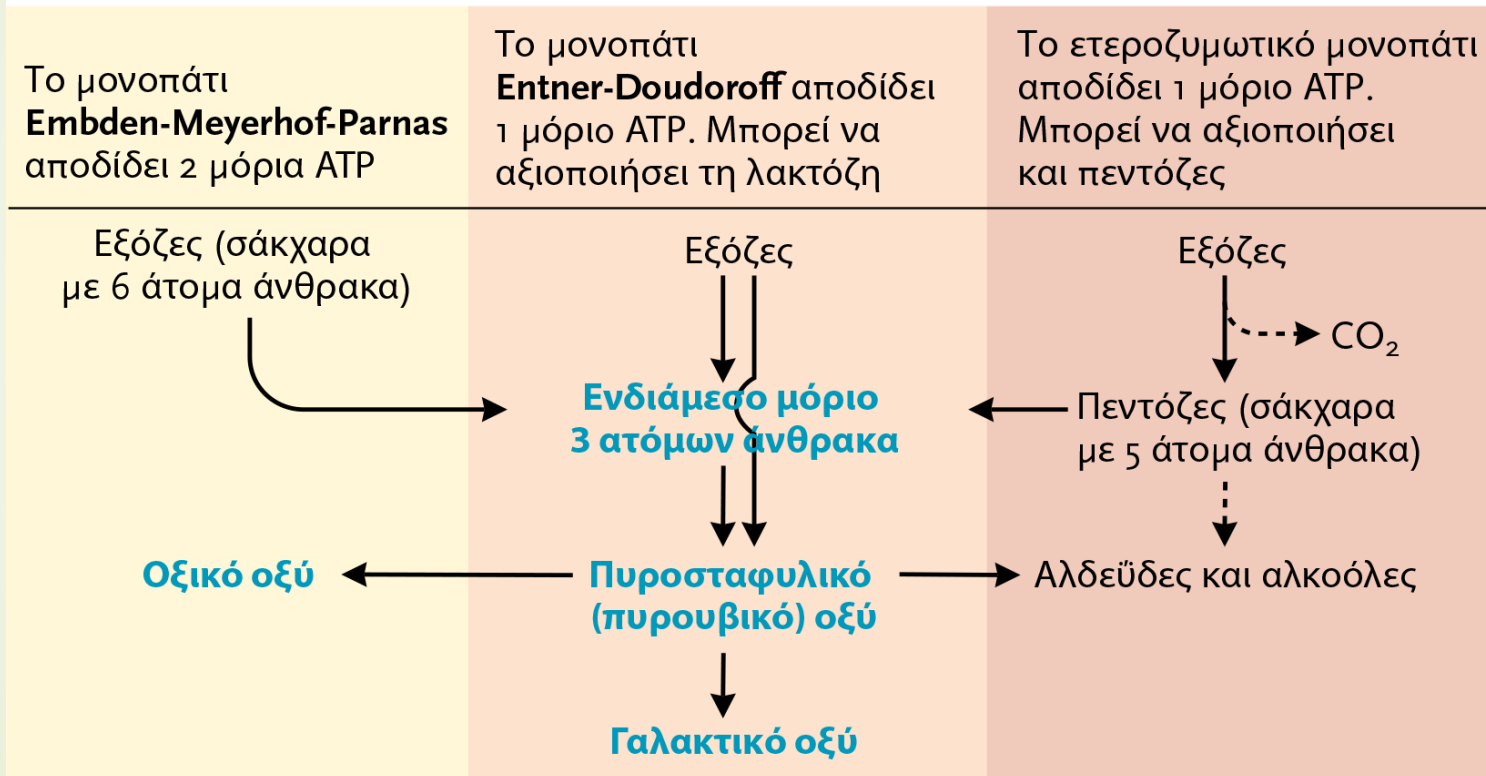 Το μονοπάτι
Embden-Meyerhof-Parnas
αποδίδει 2 μόρια ATP
Το μονοπάτι
Entner-Doudoroff αποδίδει
1 μόριο ATP. Μπορεί να
αξιοποιήσει τη λακτόζη
Το ετεροζυμωτικό μονοπάτι
αποδίδει 1 μόριο ATP.
Μπορεί να αξιοποιήσει
και πεντόζες
Εξόζες (σάκχαρα
με 6 άτομα άνθρακα)
Εξόζες
Εξόζες
CO₂
Ενδιάμεσο μόριο
3 ατόμων άνθρακα
Πεντόζες (σάκχαρα
με 5 άτομα άνθρακα)
Οξικό οξύ
Πυροσταφυλικό
(πυρουβικό) οξύ
Αλδεΰδες και αλκοόλες
Γαλακτικό οξύ